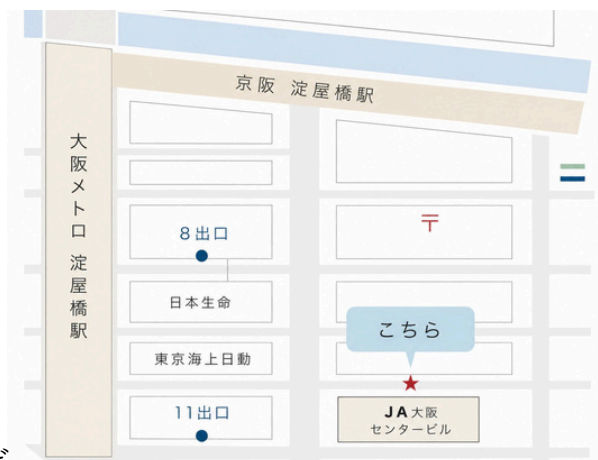 京阪 淀屋橋駅
大阪メトロ 淀屋橋駅
〒
8出口
日本生命
こちら
東京海上日動
11出口
JA大阪
センタービル